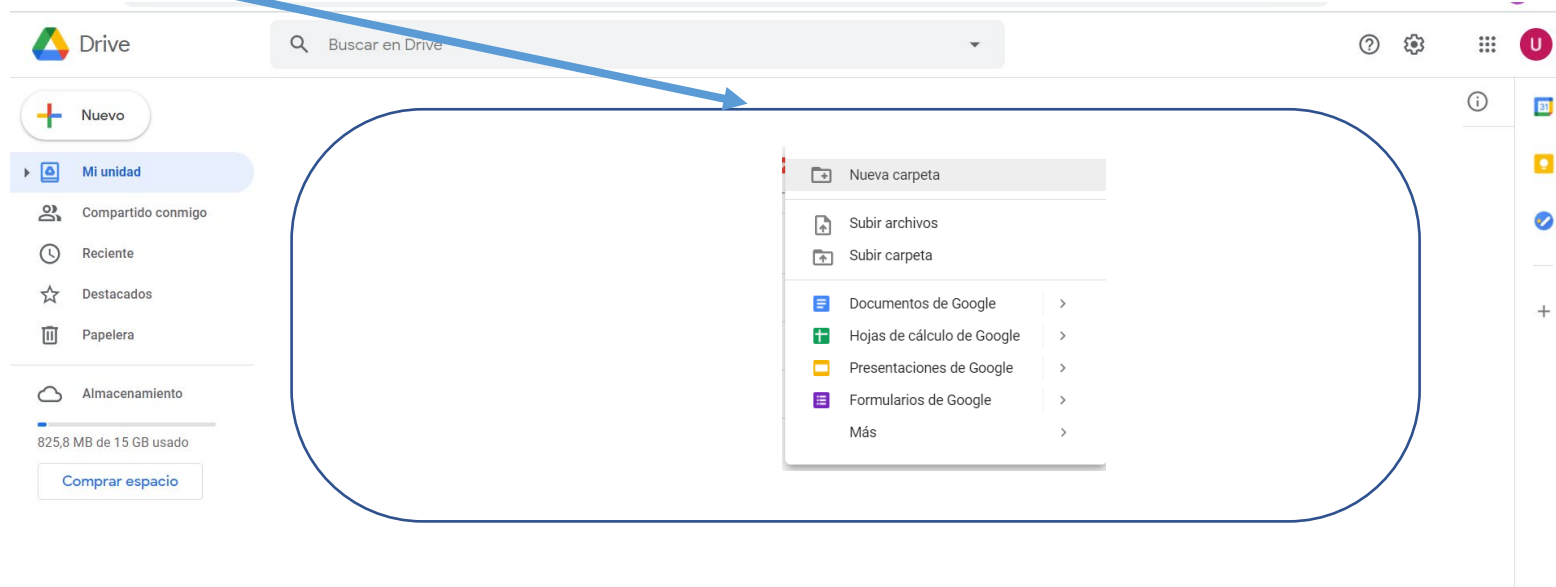 Drive
Buscar en Drive
U
Nuevo
31
Mi unidad
Compartido conmigo
Reciente
Destacados
Papelera
Almacenamiento
825,8 MB de 15 GB usado
Comprar espacio
Nueva carpeta
Subir archivos
Subir carpeta
Documentos de Google
Hojas de cálculo de Google
Presentaciones de Google
Formularios de Google
Más